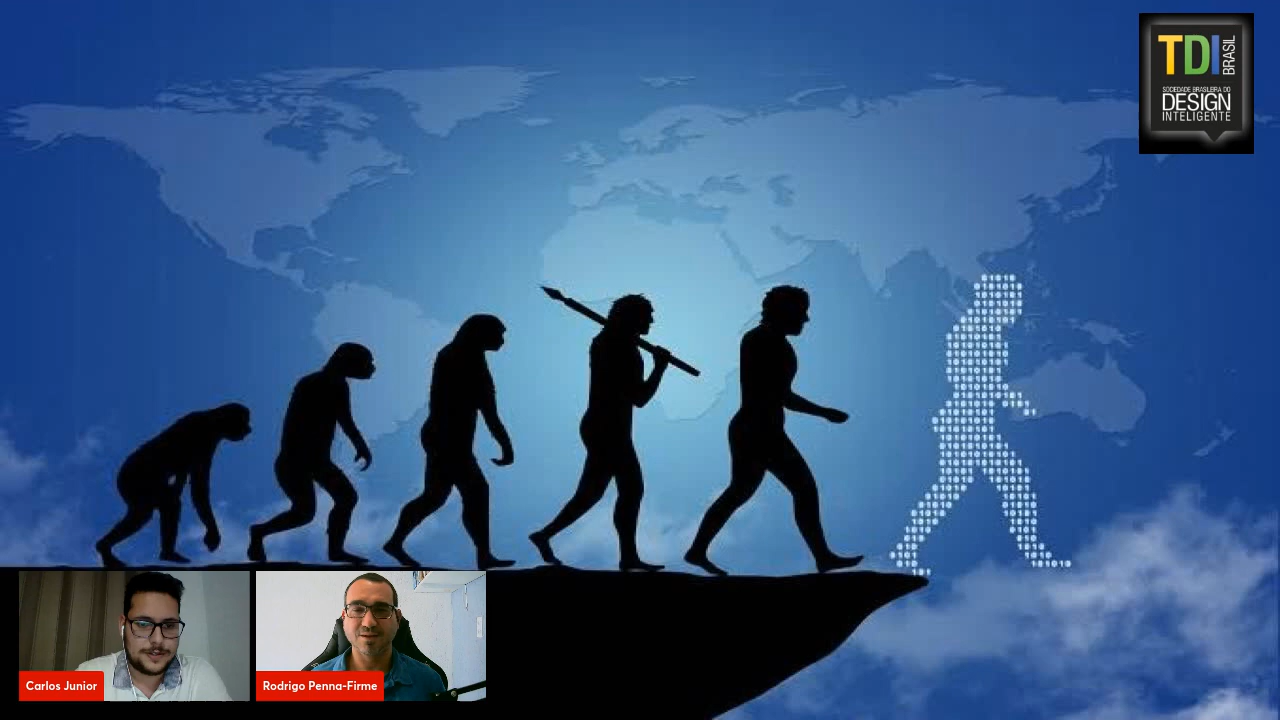 TDI
BRASIL
SOCIEDADE BRASILEIRA DO
DESIGN
INTELIGENTE
Carlos Junior
Rodrigo Penna-Firme